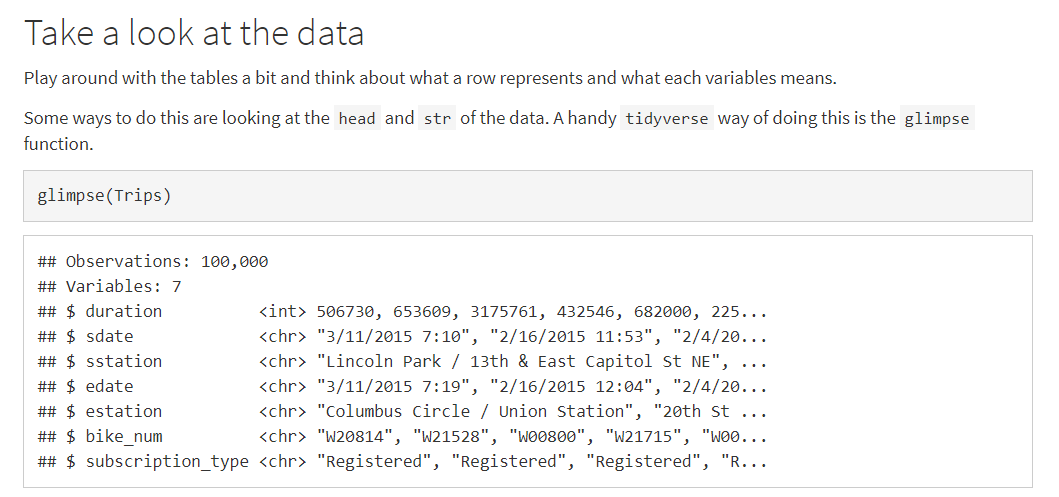 Take a look at the data
Play around with the tables a bit and think about what a row represents and what each variables means.
Some ways to do this are looking at the head and str of the data. A handy tidyverse way of doing this is the glimpse
function.
glimpse(Trips)
## Observations: 100,000
## Variables: 7
## $ duration          <int> 506730, 653609, 3175761, 432546, 682000, 225...
## $ sdate             <chr> "3/11/2015 7:10", "2/16/2015 11:53", "2/4/20...
## $ sstation          <chr> "Lincoln Park / 13th & East Capitol St NE", ...
## $ edate             <chr> "3/11/2015 7:19", "2/16/2015 12:04", "2/4/20...
## $ estation          <chr> "Columbus Circle / Union Station", "20th St ...
## $ bike_num          <chr> "W20814", "W21528", "W00800", "W21715", "W00...
## $ subscription_type <chr> "Registered", "Registered", "Registered", "R...